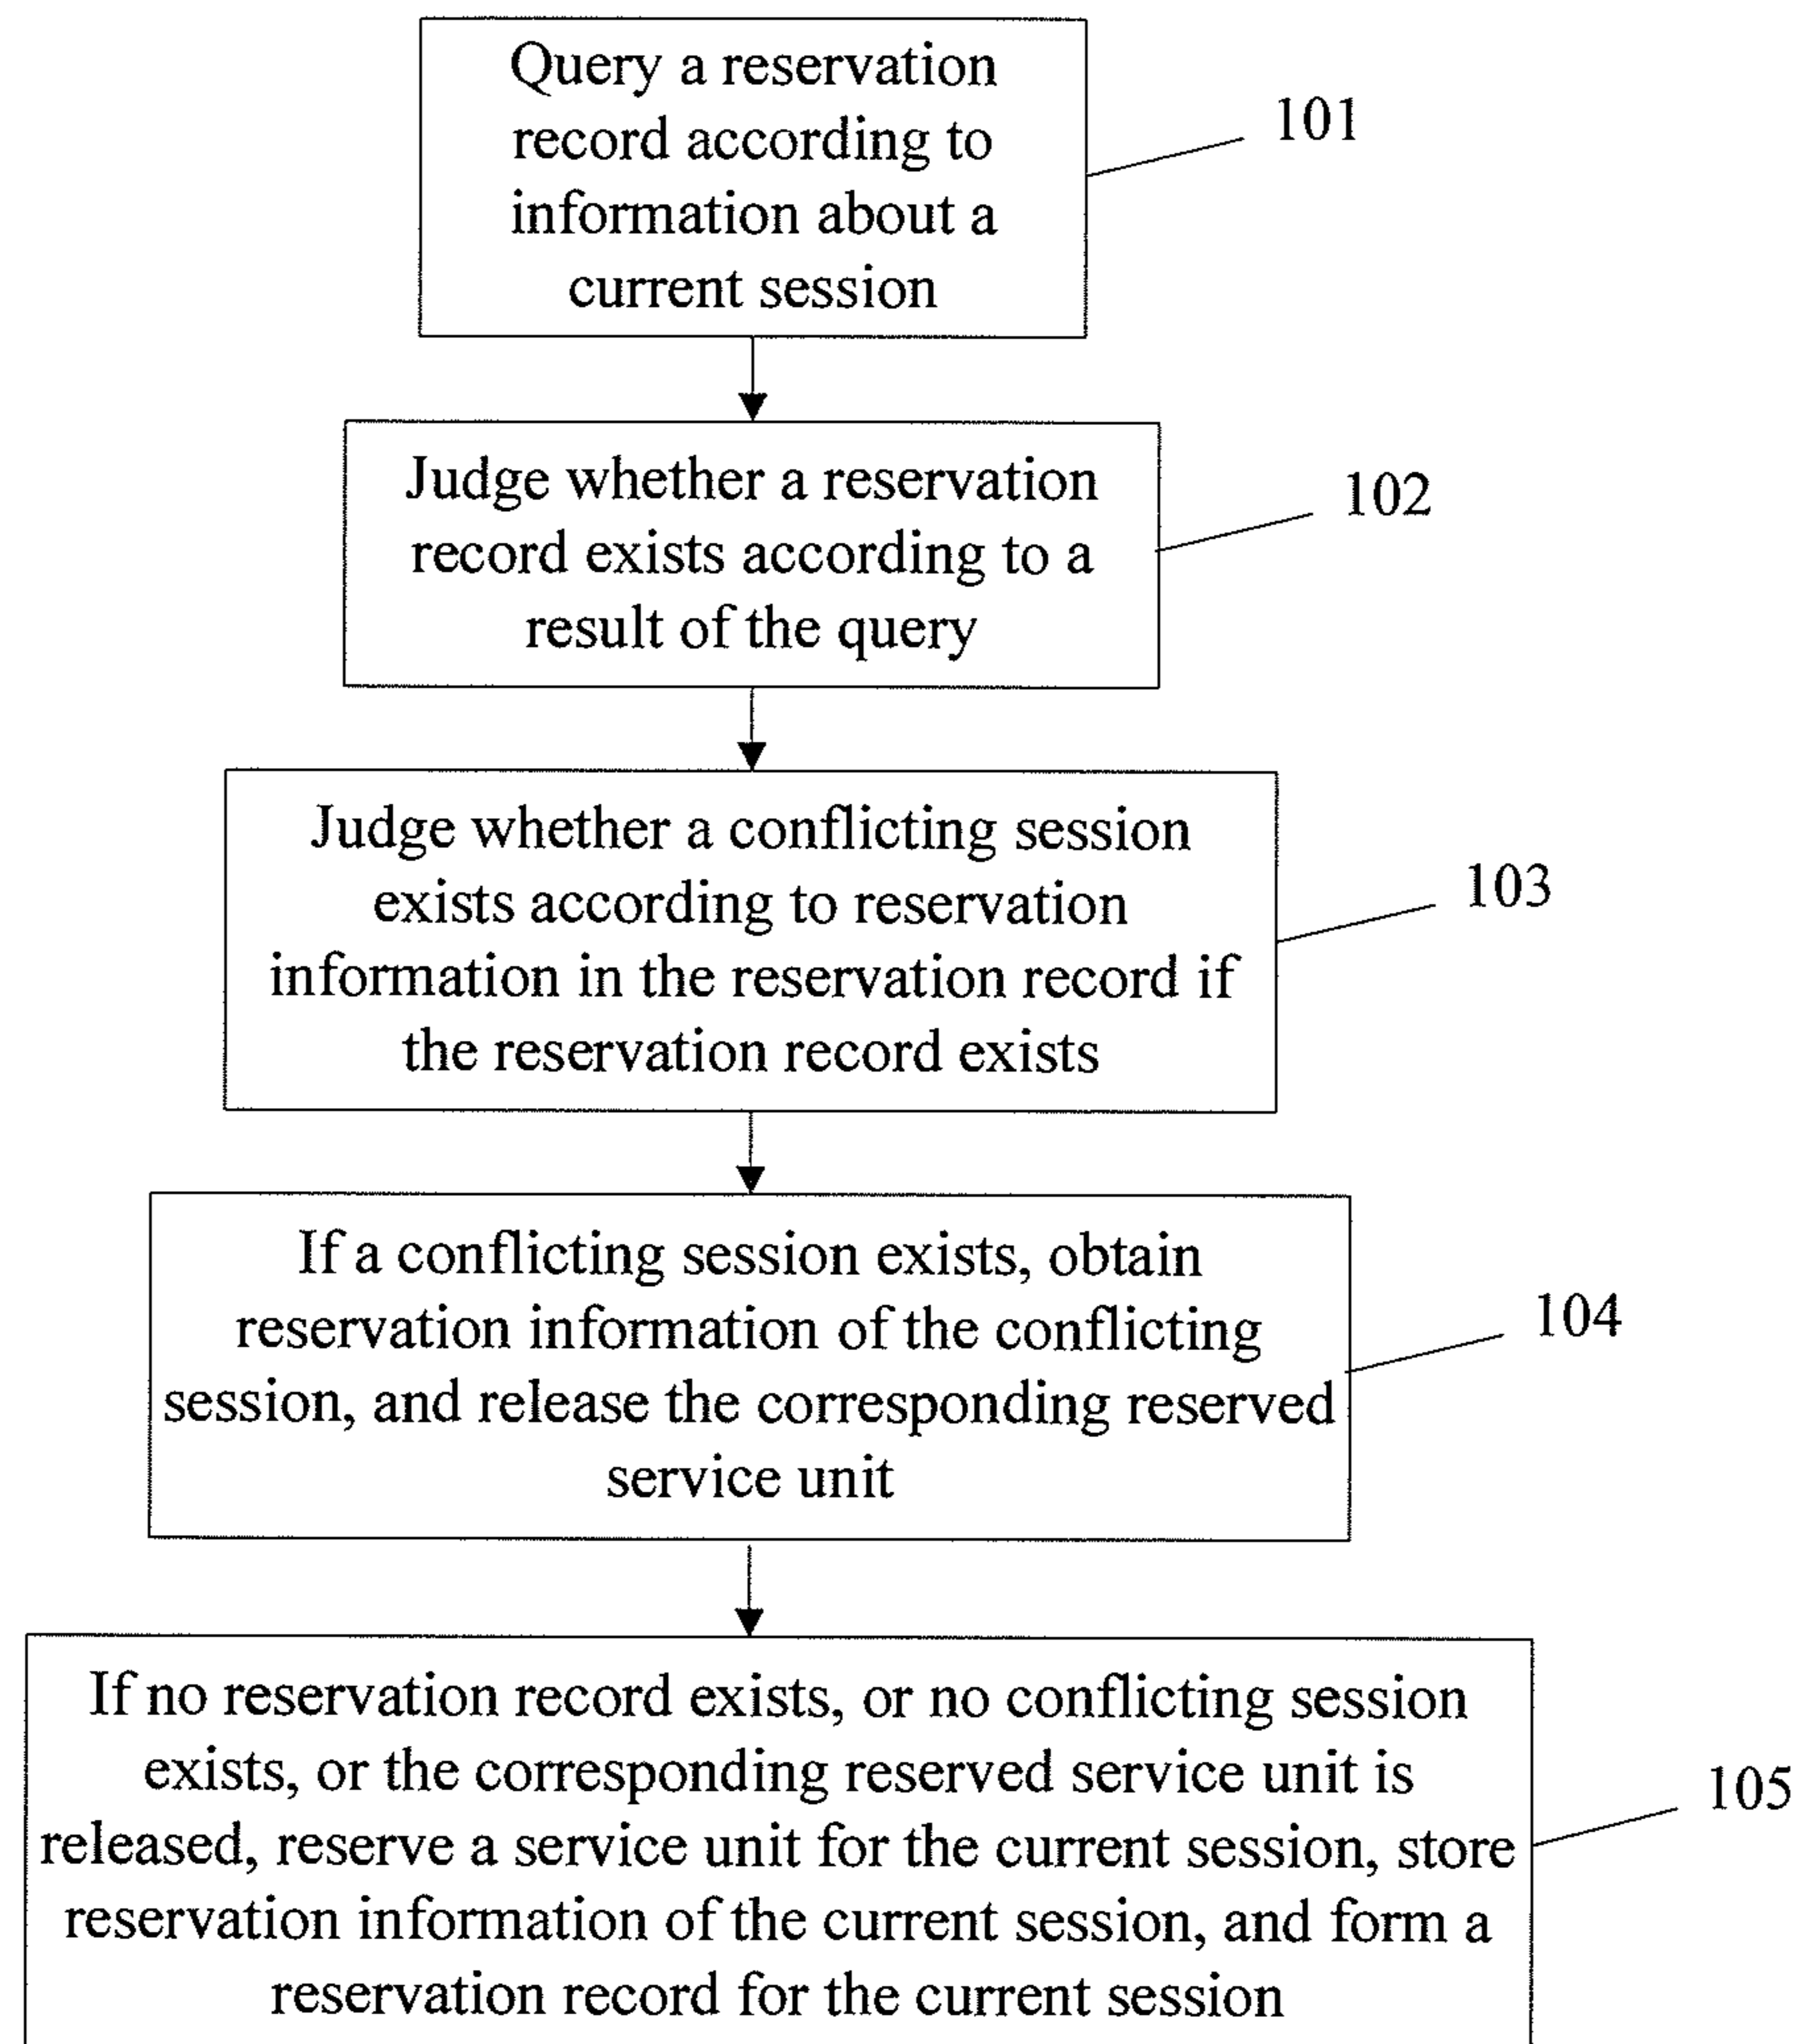 Query a reservation
record according to
information about a
current session
101
Judge whether a reservation
record exists according to a
result of the query
102
Judge whether a conflicting session
exists according to reservation
information in the reservation record if
the reservation record exists
103
If a conflicting session exists, obtain
reservation information of the conflicting
session, and release the corresponding reserved
service unit
104
If no reservation record exists, or no conflicting session
exists, or the corresponding reserved service unit is
released, reserve a service unit for the current session, store
reservation information of the current session, and form a
reservation record for the current session
105